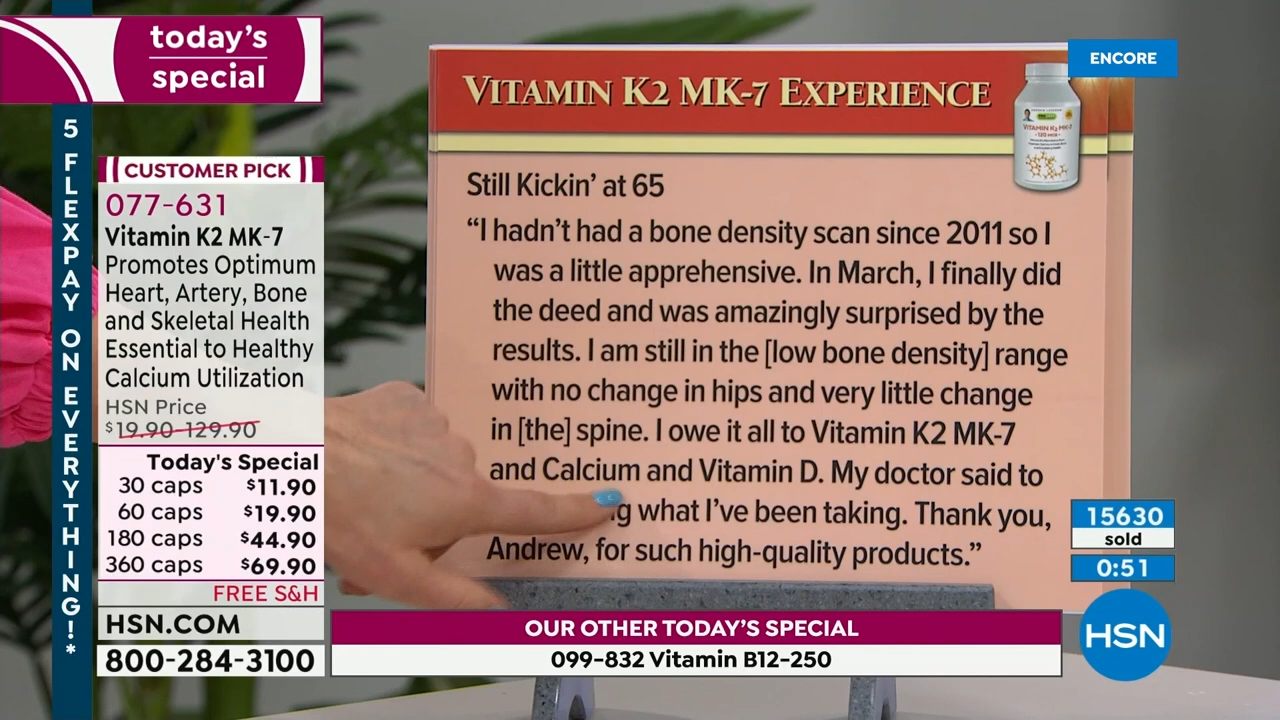 today's
special
5 FLEXPAY ON EVERYTHING!*
CUSTOMER PICK
077-631
Vitamin K2 MK-7
Promotes Optimum
Heart, Artery, Bone
and Skeletal Health
Essential to Healthy
Calcium Utilization
HSN Price
$19.90-129.90
Today's Special
30 caps $11.90
60 caps $19.90
180 caps $44.90
360 caps $69.90
FREE S&H
HSN.COM
800-284-3100
ENCORE
VITAMIN K2 MK-7 EXPERIENCE
VITAMIN K2 MK-7
Still Kickin' at 65
“I hadn't had a bone density scan since 2011 so I
was a little apprehensive. In March, I finally did
the deed and was amazingly surprised by the
results. I am still in the [low bone density] range
with no change in hips and very little change
in [the] spine. I owe it all to Vitamin K2 MK-7
and Calcium and Vitamin D. My doctor said to
what I've been taking. Thank you,
Andrew, for such high-quality products.”
15630
sold
0:51
HSN
OUR OTHER TODAY'S SPECIAL
099-832 Vitamin B12-250